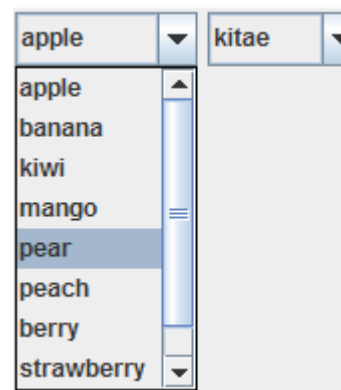 apple kitae
apple
banana
kiwi
mango
pear
peach
berry
strawberry